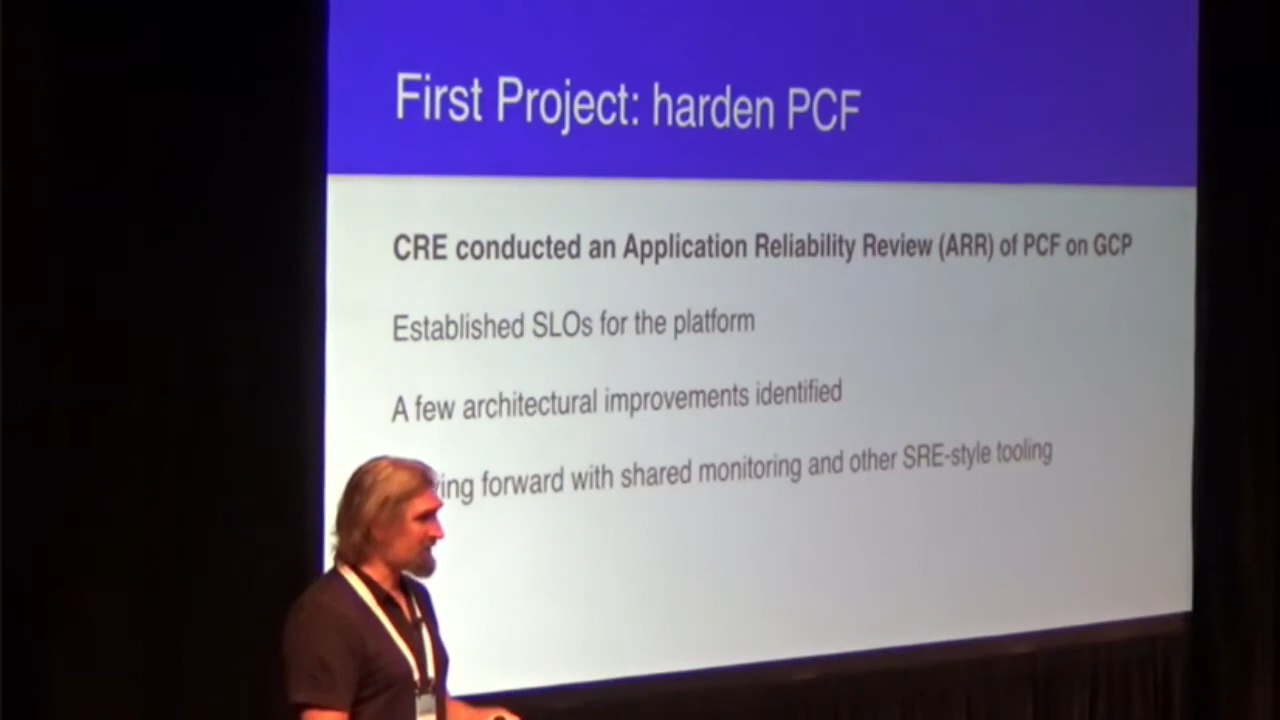 First Project: harden PCF
CRE conducted an Application Reliability Review (ARR) of PCF on GCP
Established SLOs for the platform
A few architectural improvements identified
forward with shared monitoring and other SRE-style tooling